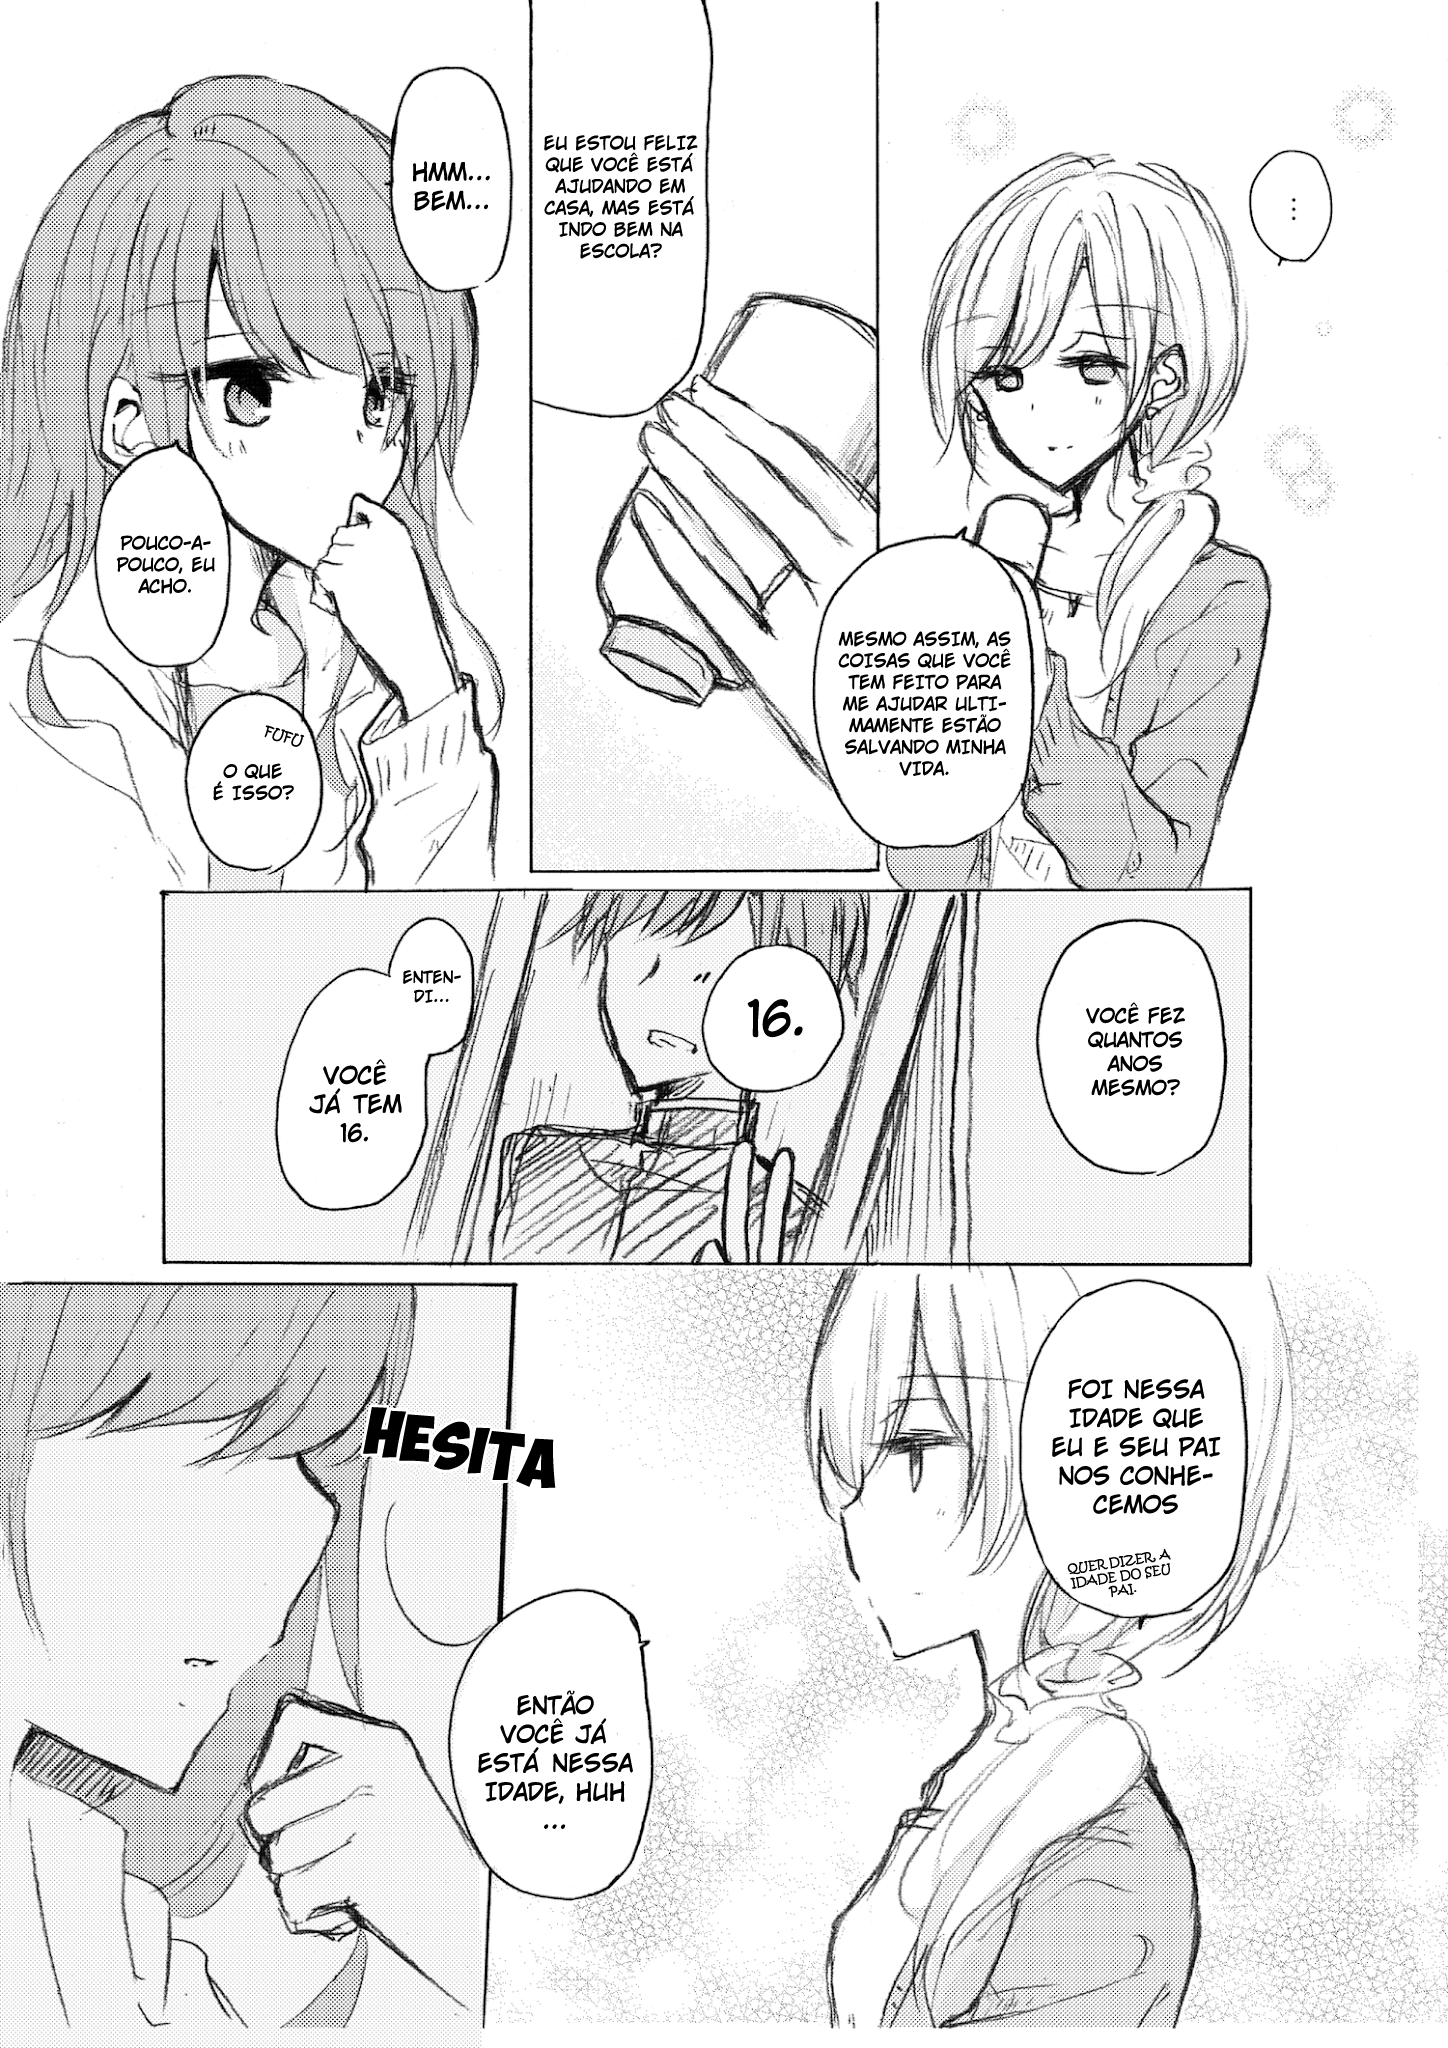 ...
MESMO ASSIM, AS
COISAS QUE VOCÊ
TEM FEITO PARA
ME AJUDAR ULTI-
MAMENTE ESTÃO
SALVANDO MINHA
VIDA.
EU ESTOU FELIZ
QUE VOCÊ ESTÁ
AJUDANDO EM
CASA, MAS ESTÁ
INDO BEM NA
ESCOLA?
HMM...
BEM...
POUCO-A-
POUCO, EU
ACHO.
FUFU
O QUE
É ISSO?
VOCÊ FEZ
QUANTOS
ANOS
MESMO?
16.
ENTEN-
DI...
VOCÊ
JÁ TEM
16.
FOI NESSA
IDADE QUE
EU E SEU PAI
NOS CONHE-
CEMOS
QUER DIZER, A
IDADE DO SEU
PAI.
ENTÃO
VOCÊ JÁ
ESTÁ NESSA
IDADE, HUH
...
HESITA